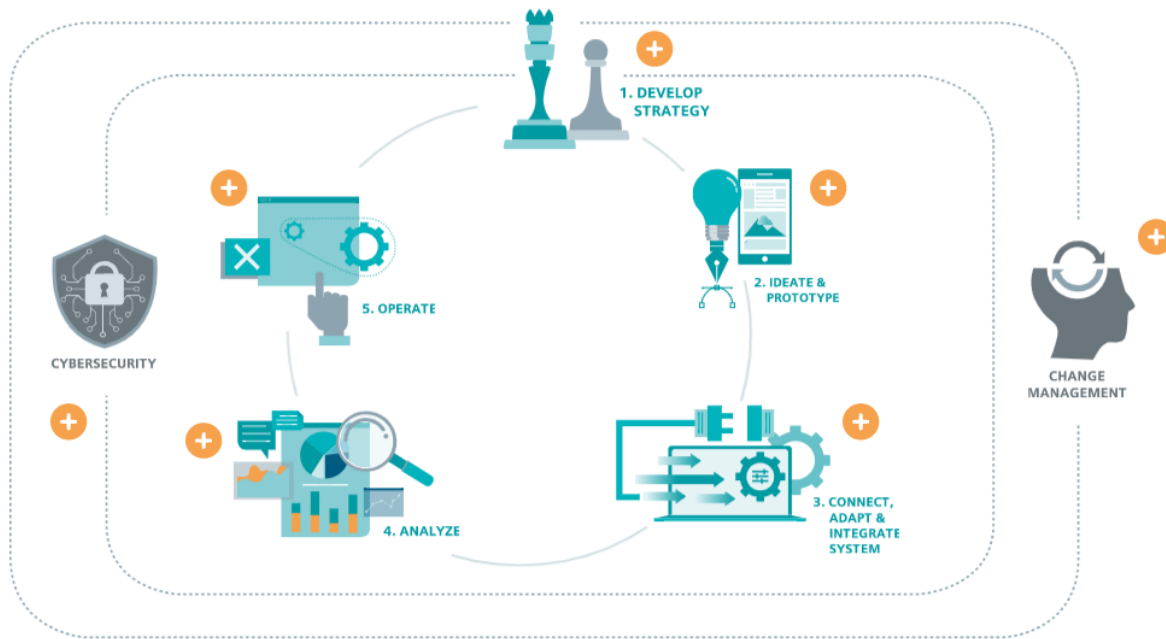 1. DEVELOP
STRATEGY
2. IDEATE &
PROTOTYPE
3. CONNECT,
ADAPT &
INTEGRATE
SYSTEM
4. ANALYZE
5. OPERATE
CYBERSECURITY
CHANGE
MANAGEMENT